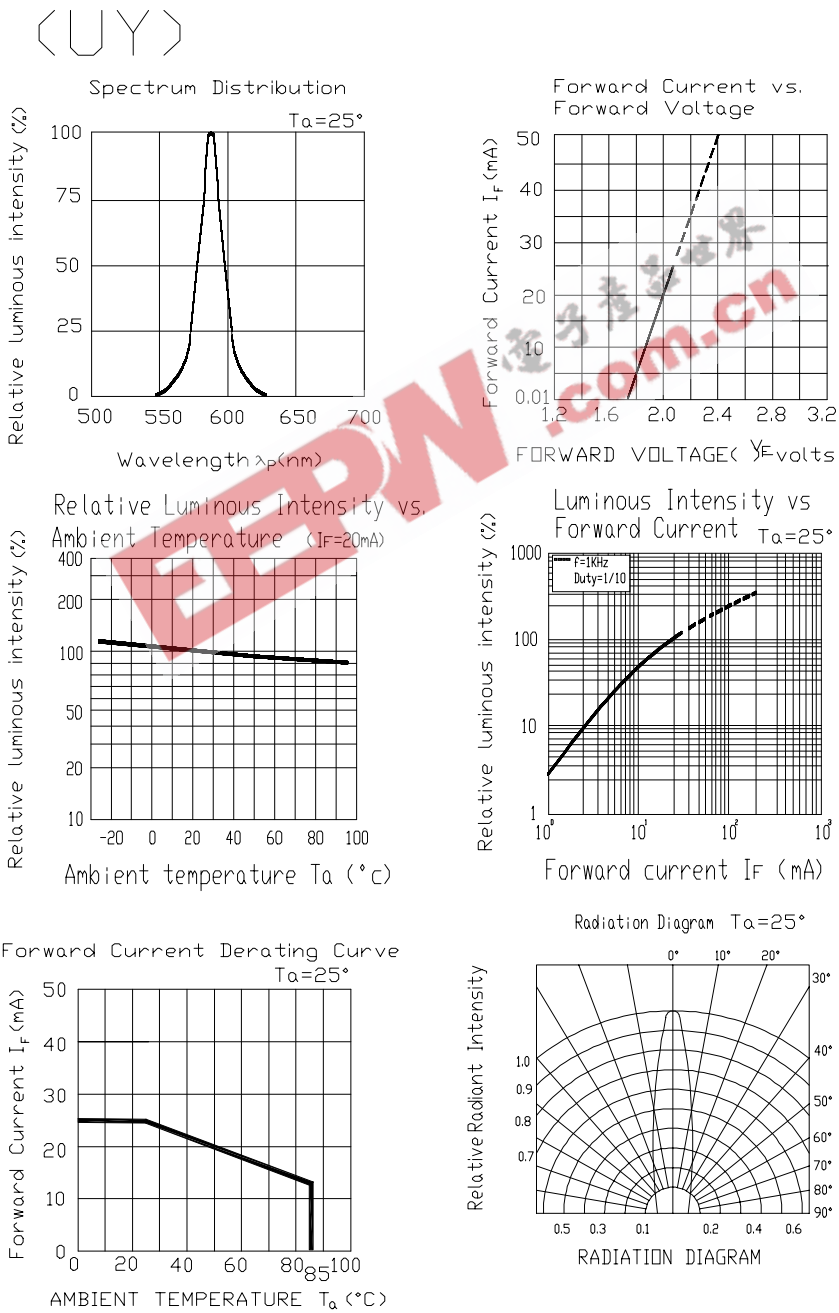 (UY)
Spectrum Distribution
Ta=25°
Relative luminous intensity (%)
100
75
50
25
0
500 550 600 650 700
Wavelength λP(nm)
Forward Current vs.
Forward Voltage
Forward Current IF (mA)
50
40
30
20
10
0.01
1.2 1.6 2.0 2.4 2.8 3.2
FORWARD VOLTAGE( VF volts
Relative Luminous Intensity vs.
Ambient Temperature (IF=20mA)
Relative luminous intensity (%)
400
200
100
50
20
10
-20 0 20 40 60 80 100
Ambient temperature Ta (°C)
Luminous Intensity vs
Forward Current Ta=25°
Relative luminous intensity (%)
f=1KHz
Duty=1/10
1000
100
10
1
10⁰ 10¹ 10² 10³
Forward current IF (mA)
Forward Current Derating Curve
Ta=25°
Forward Current IF (mA)
50
40
30
20
10
0
0 20 40 60 80 85 100
AMBIENT TEMPERATURE Ta (°C)
Radiation Diagram Ta=25°
Relative Radiant Intensity
0° 10° 20°
30°
40°
50°
60°
70°
80°
90°
1.0
0.9
0.8
0.7
0.5 0.3 0.1 0.2 0.4 0.6
RADIATION DIAGRAM
EEPW.com.cn
電子產品世界